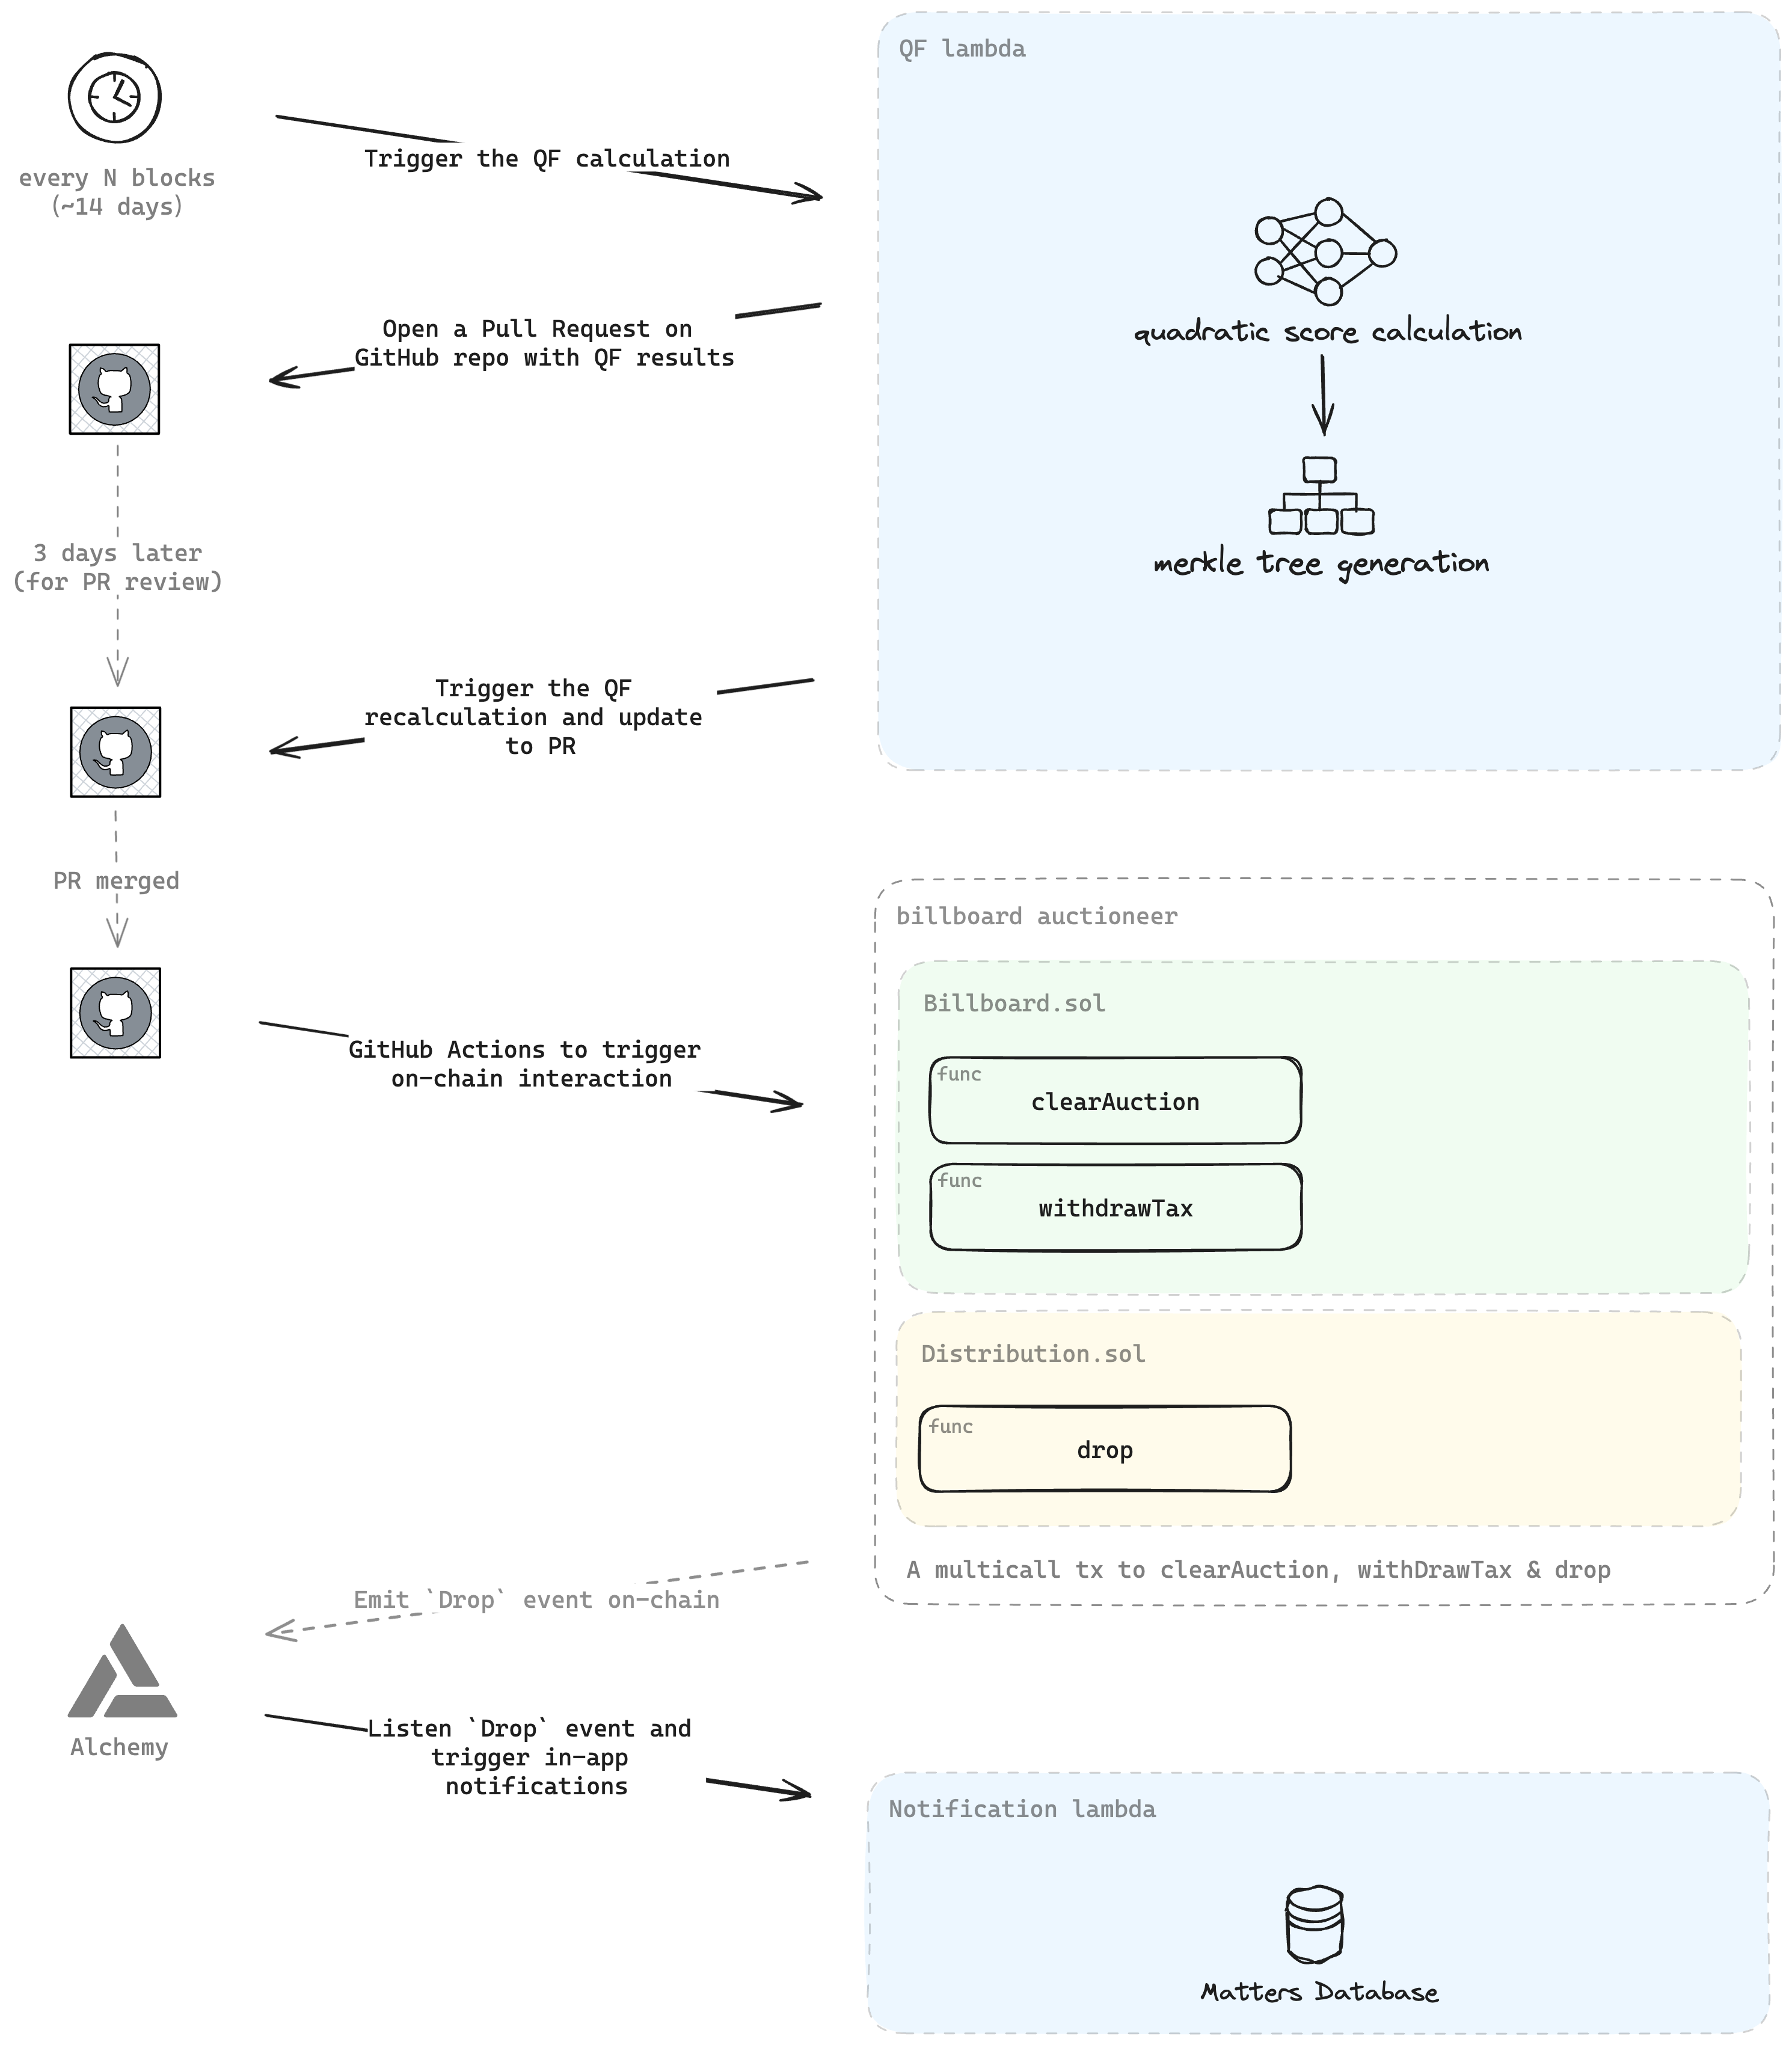 QF lambda
every N blocks
(~14 days)
Trigger the QF calculation
quadratic score calculation
Open a Pull Request on
GitHub repo with QF results
merkle tree generation
3 days later
(for PR review)
Trigger the QF
recalculation and update
to PR
PR merged
billboard auctioneer
Billboard.sol
GitHub Actions to trigger
on-chain interaction
func
clearAuction
func
withdrawTax
Distribution.sol
func
drop
A multicall tx to clearAuction, withDrawTax & drop
Emit `Drop` event on-chain
Alchemy
Listen `Drop` event and
trigger in-app
notifications
Notification lambda
Matters Database